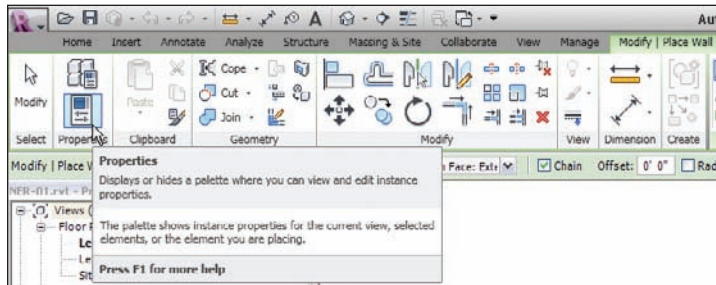 Au
Home Insert Annotate Analyze Structure Massing & Site Collaborate View Manage Modify | Place Wall
Modify
Paste
Cope
Cut
Join
Select Properties Clipboard Geometry Modify View Dimension Create
Modify | Place W
Face: Exte
Chain Offset: 0' 0" Rad
NER-01.rvt - Pr
Views (
Floor P
Le
Le
Sit
Properties
Displays or hides a palette where you can view and edit instance
properties.
The palette shows instance properties for the current view, selected
elements, or the element you are placing.
Press F1 for more help